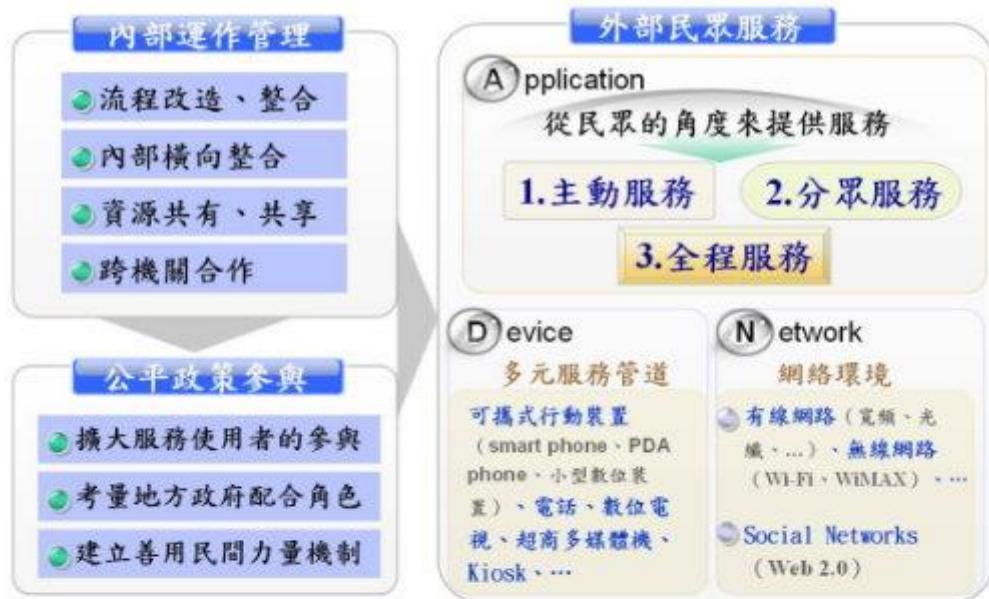 內部運作管理
流程改造、整合
內部橫向整合
資源共有、共享
跨機關合作
公平政策參與
擴大服務使用者的參與
考量地方政府配合角色
建立善用民間力量機制
外部民眾服務
Application
從民眾的角度來提供服務
1.主動服務
2.分眾服務
3.全程服務
Device
多元服務管道
可攜式行動裝置
（smart phone、PDA
phone、小型數位裝
置）、電話、數位電
視、超商多媒體機、
Kiosk、…
Network
網絡環境
有線網路（寬頻、光
纖、…）、無線網路
（Wi-Fi、WiMAX）、…
Social Networks
（Web 2.0）